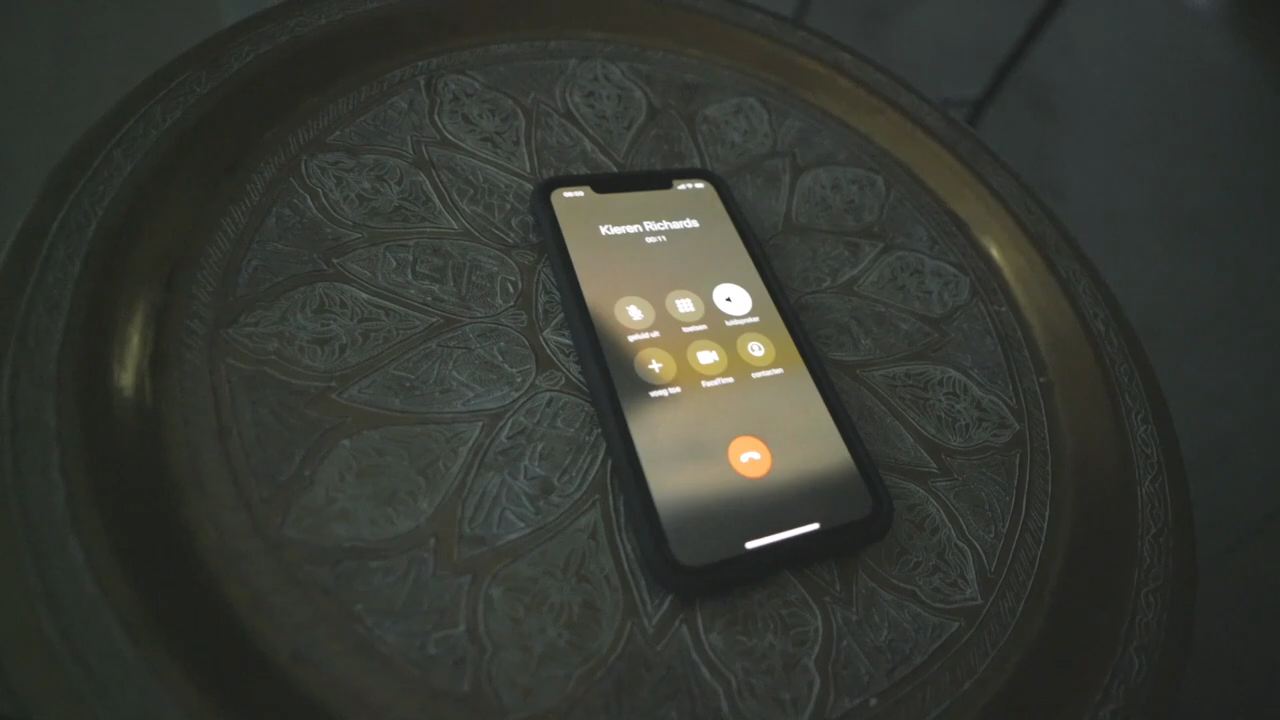 Kieren Richards
00:11
geluid uit
toetsen
luidspreker
voeg toe
FaceTime
contacten